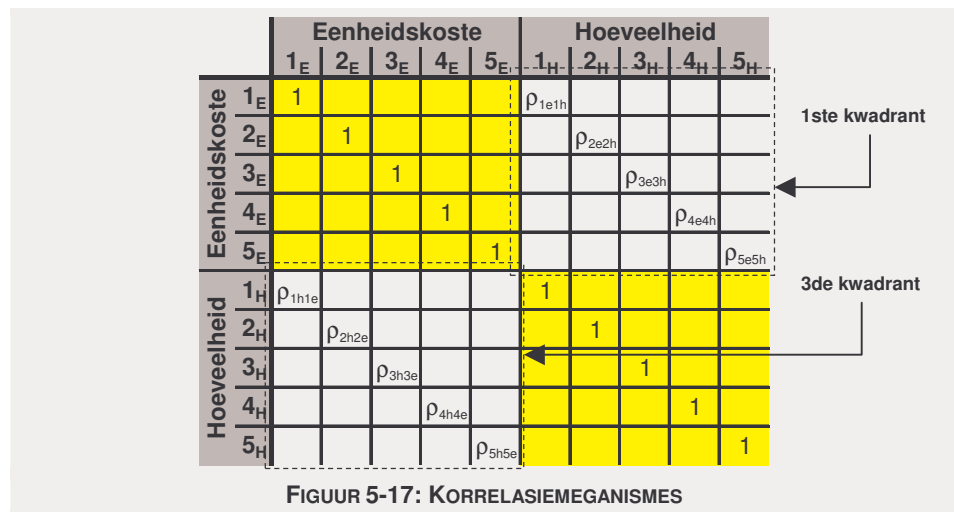 Eenheidskoste Hoeveelheid
1E 2E 3E 4E 5E 1H 2H 3H 4H 5H
Eenheidskoste
1E 1 ρ1e1h
2E 1 ρ2e2h
3E 1 ρ3e3h
4E 1 ρ4e4h
5E 1 ρ5e5h
1ste kwadrant
Hoeveelheid
1H ρ1h1e 1
2H ρ2h2e 1
3H ρ3h3e 1
4H ρ4h4e 1
5H ρ5h5e 1
3de kwadrant
FIGUUR 5-17: KORRELASIEMEGANISMES